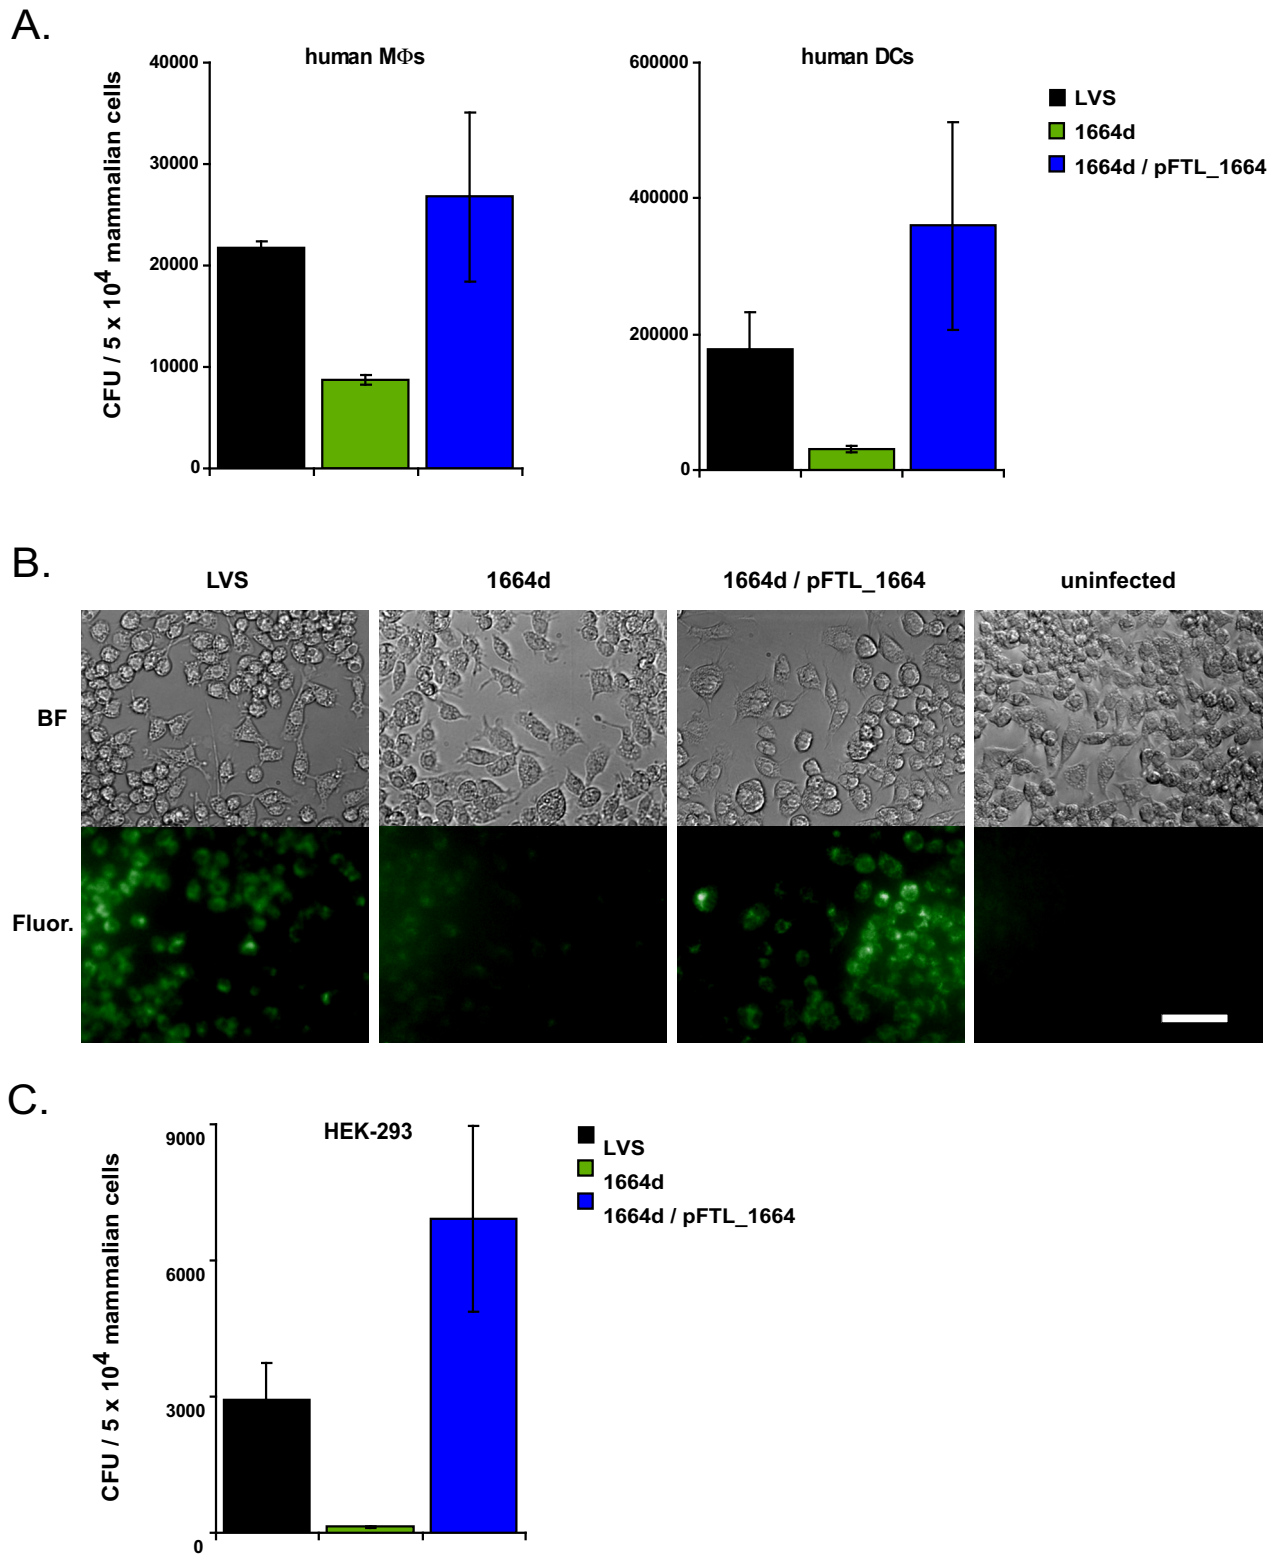 A.
human MΦs
human DCs
CFU / 5 x 10⁴ mammalian cells
40000
30000
20000
10000
0
600000
400000
200000
0
LVS
1664d
1664d / pFTL_1664
B.
LVS 1664d 1664d / pFTL_1664 uninfected
BF
Fluor.
C.
HEK-293
CFU / 5 x 10⁴ mammalian cells
9000
6000
3000
0
LVS
1664d
1664d / pFTL_1664